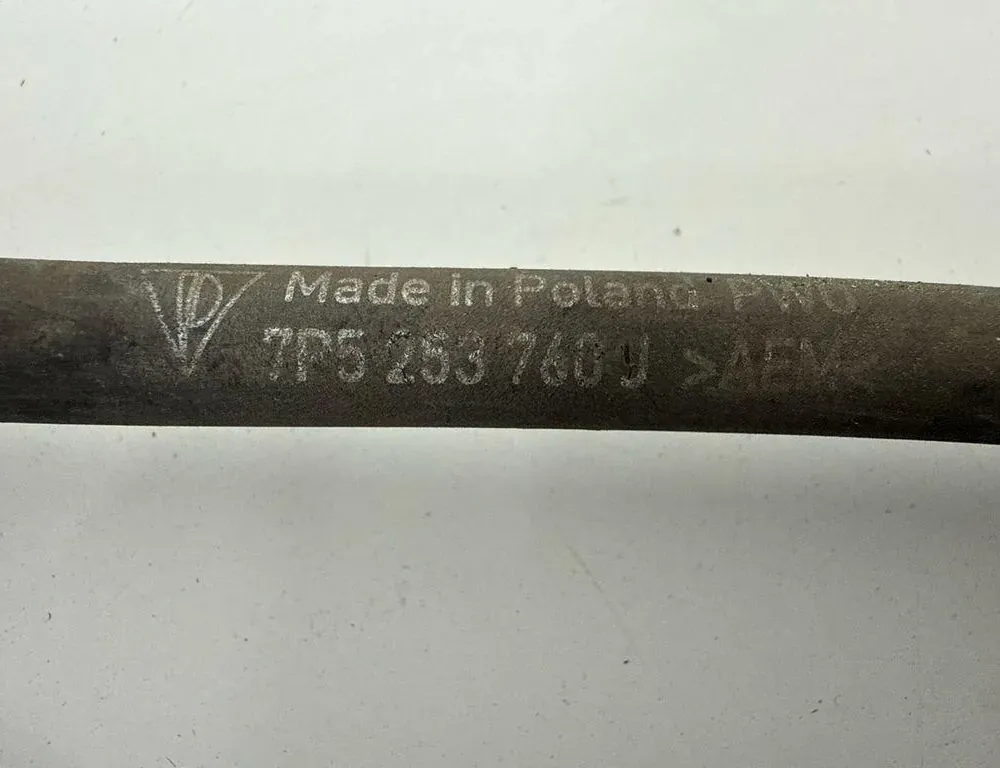 Made in Poland PWO
7P5 253 760 J >AEM<